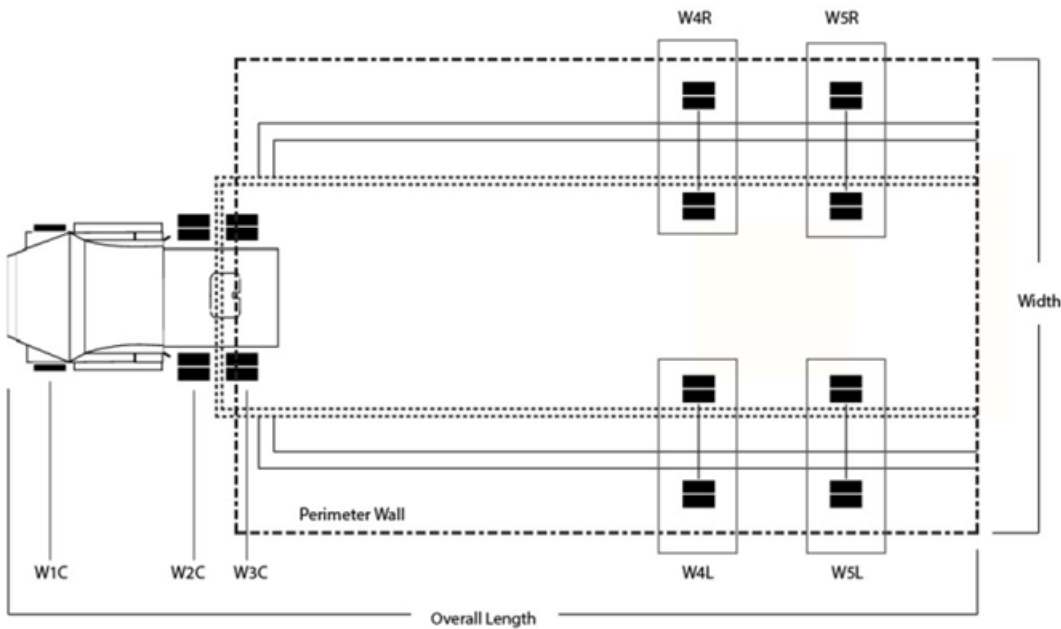 W4R
W5R
Width
Perimeter Wall
W1C
W2C
W3C
W4L
W5L
Overall Length